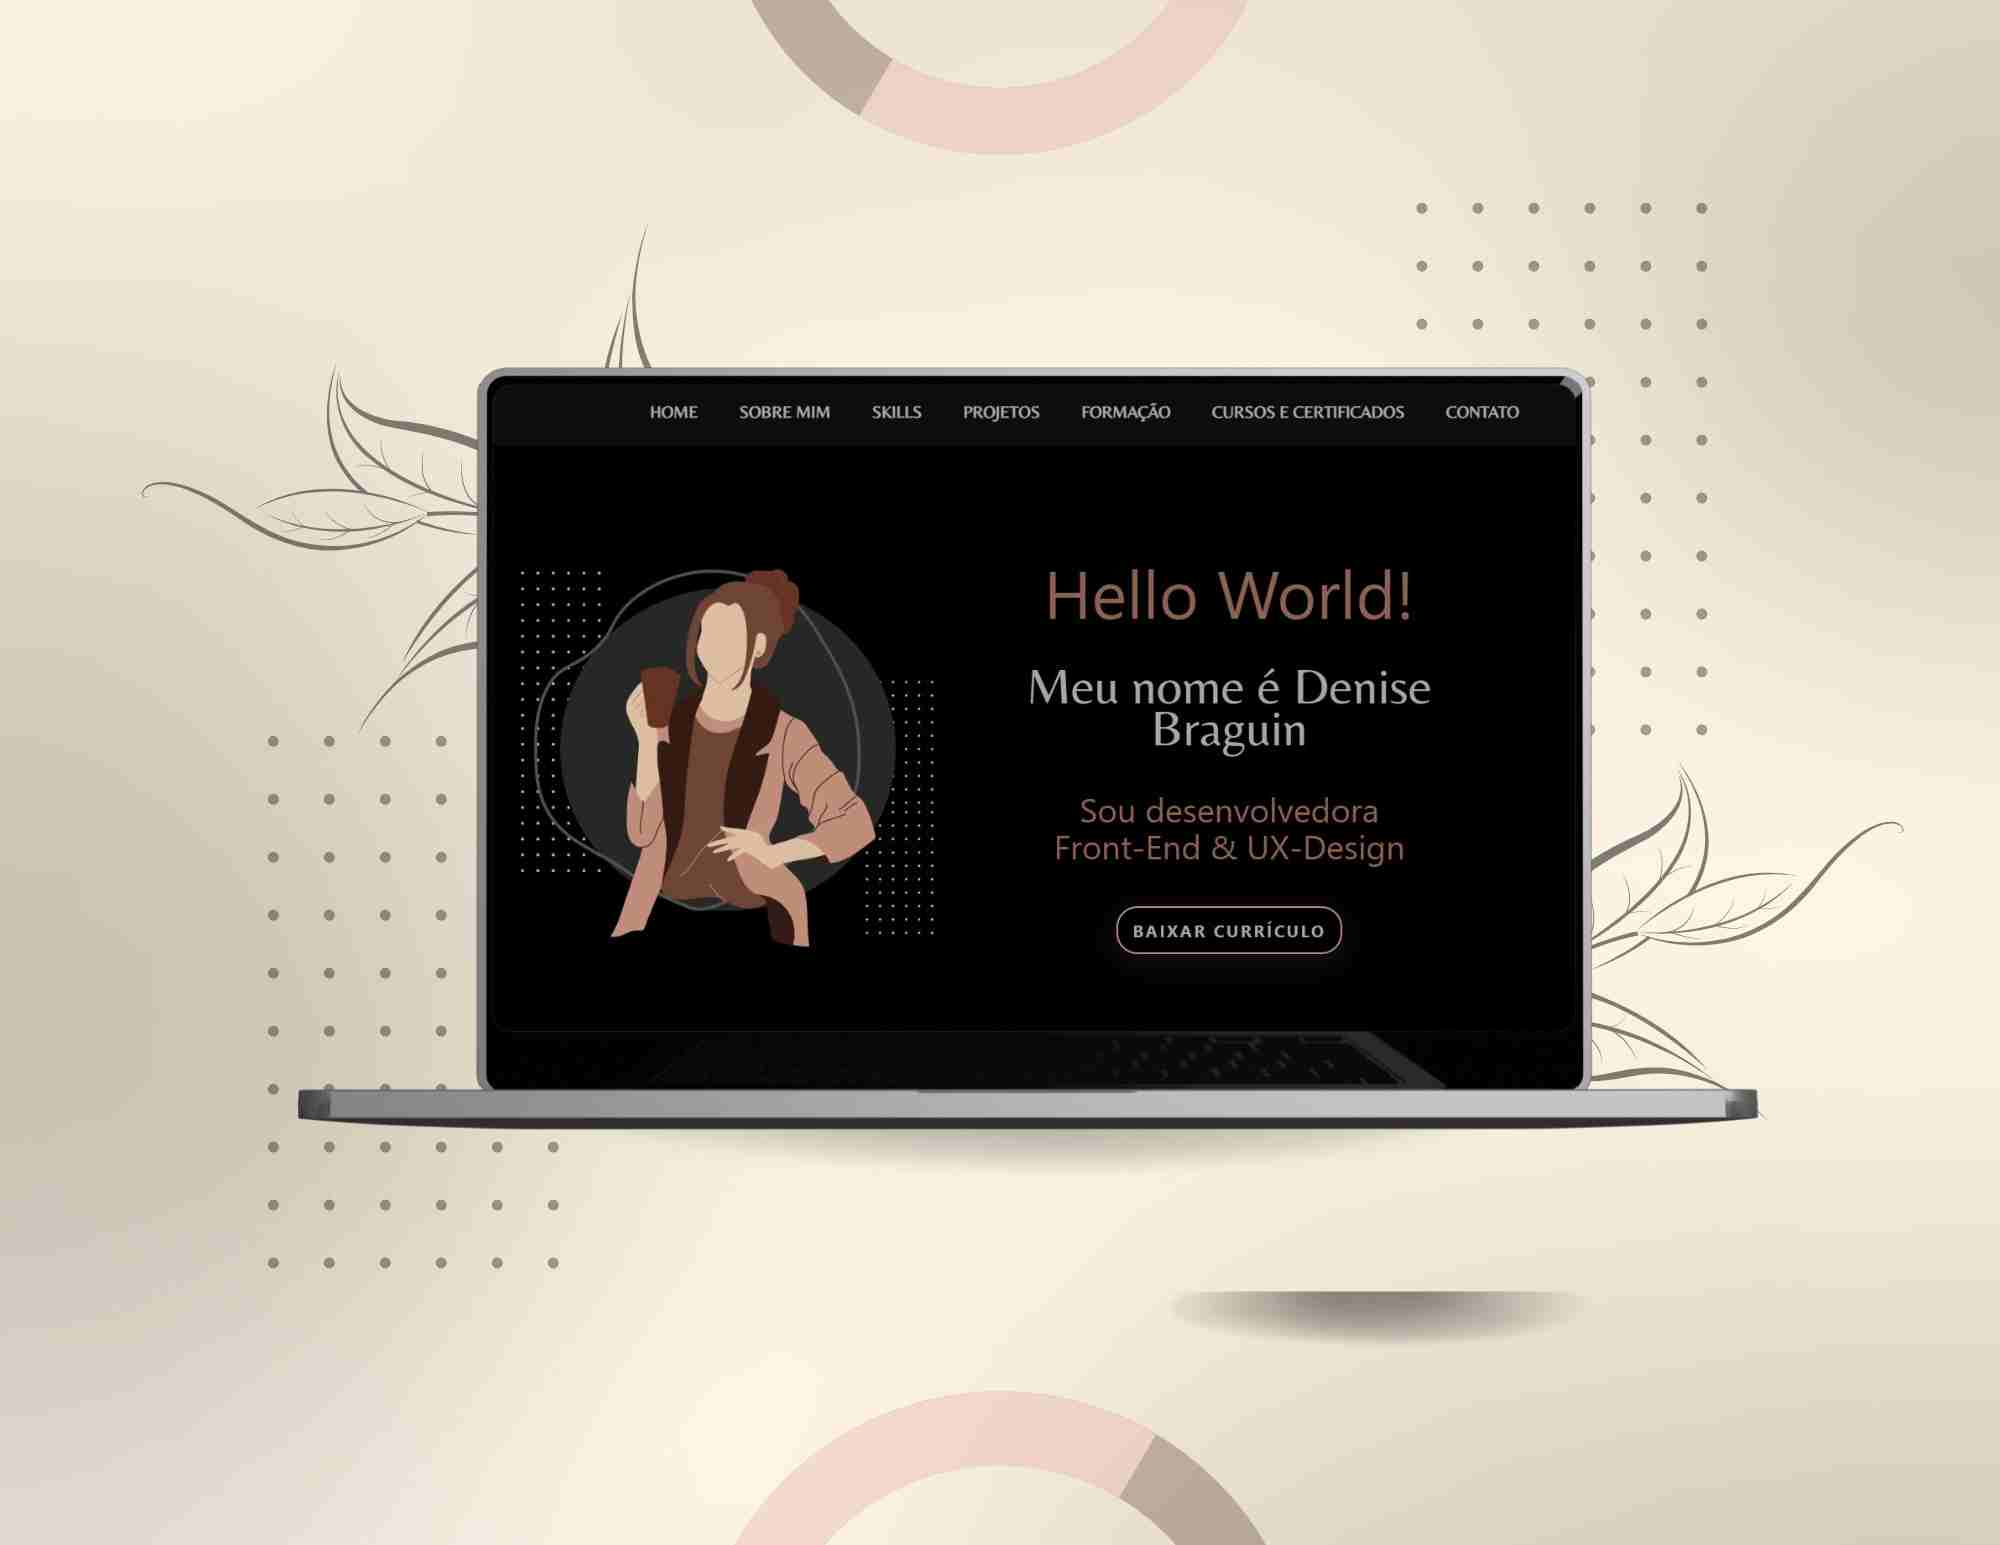 HOME SOBRE MIM SKILLS PROJETOS FORMAÇÃO CURSOS E CERTIFICADOS CONTATO
Hello World!
Meu nome é Denise
Braguin
Sou desenvolvedora
Front-End & UX-Design
BAIXAR CURRÍCULO